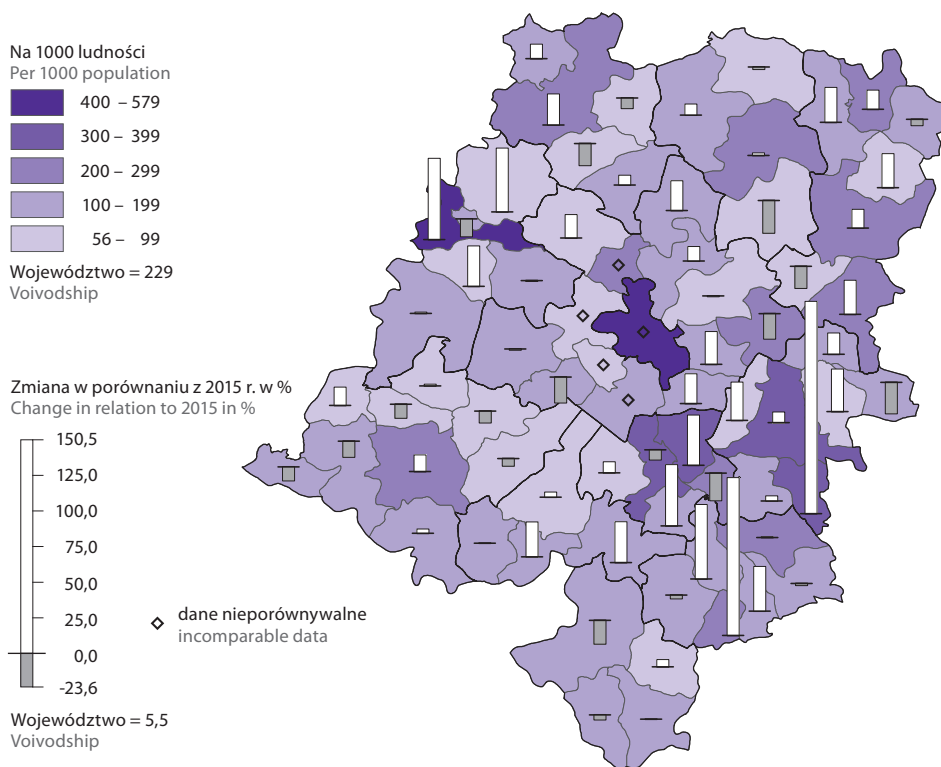 Na 1000 ludności
Per 1000 population
400 – 579
300 – 399
200 – 299
100 – 199
56 – 99
Województwo = 229
Voivodship
Zmiana w porównaniu z 2015 r. w %
Change in relation to 2015 in %
150,5
125,0
100,0
75,0
50,0
25,0
0,0
-23,6
dane nieporównywalne
incomparable data
Województwo = 5,5
Voivodship